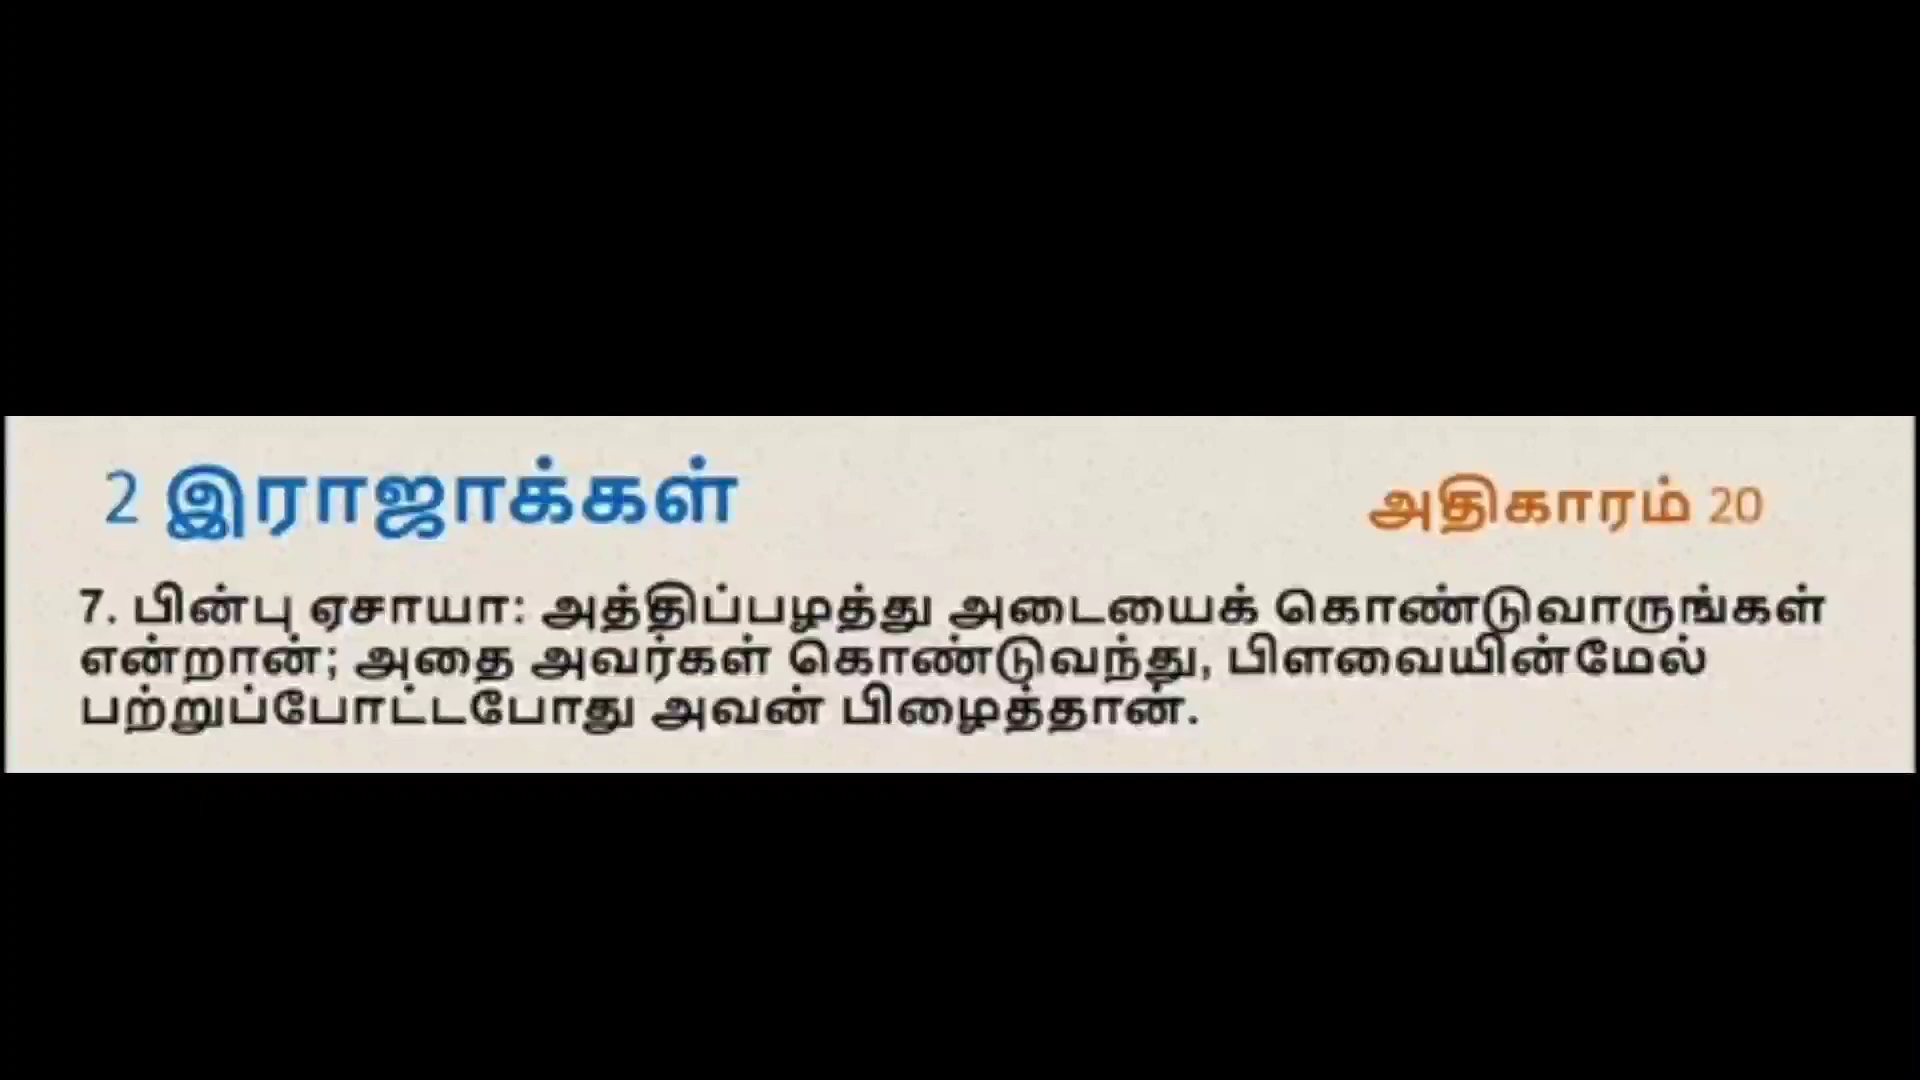 2 இராஜாக்கள் அதிகாரம் 20
7. பின்பு ஏசாயா: அத்திப்பழத்து அடையைக் கொண்டுவாருங்கள்
என்றான்; அதை அவர்கள் கொண்டுவந்து, பிளவையின்மேல்
பற்றுப்போட்டபோது அவன் பிழைத்தான்.